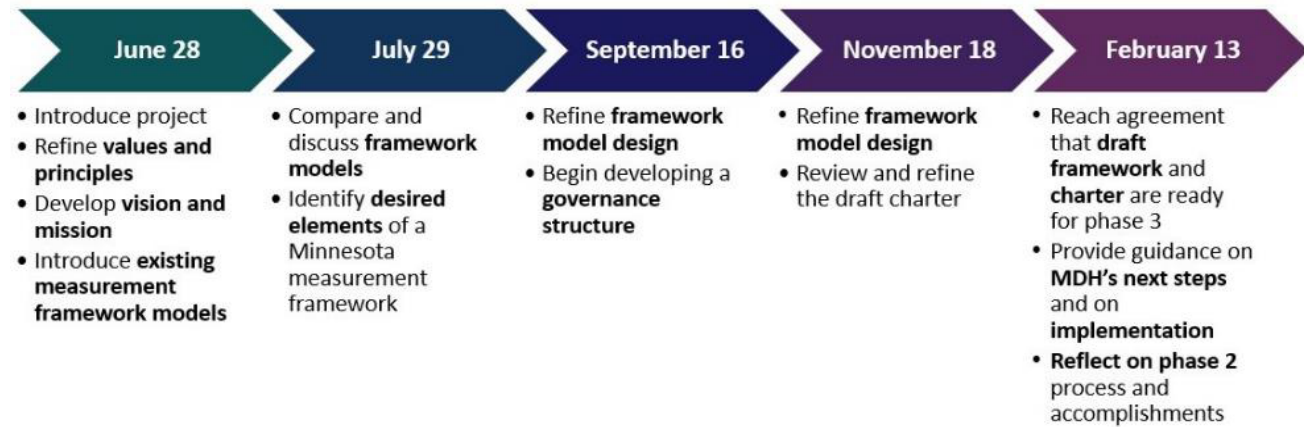 June 28
• Introduce project
• Refine values and
principles
• Develop vision and
mission
• Introduce existing
measurement
framework models
July 29
• Compare and
discuss framework
models
• Identify desired
elements of a
Minnesota
measurement
framework
September 16
• Refine framework
model design
• Begin developing a
governance
structure
November 18
• Refine framework
model design
• Review and refine
the draft charter
February 13
• Reach agreement
that draft
framework and
charter are ready
for phase 3
• Provide guidance on
MDH's next steps
and on
implementation
• Reflect on phase 2
process and
accomplishments